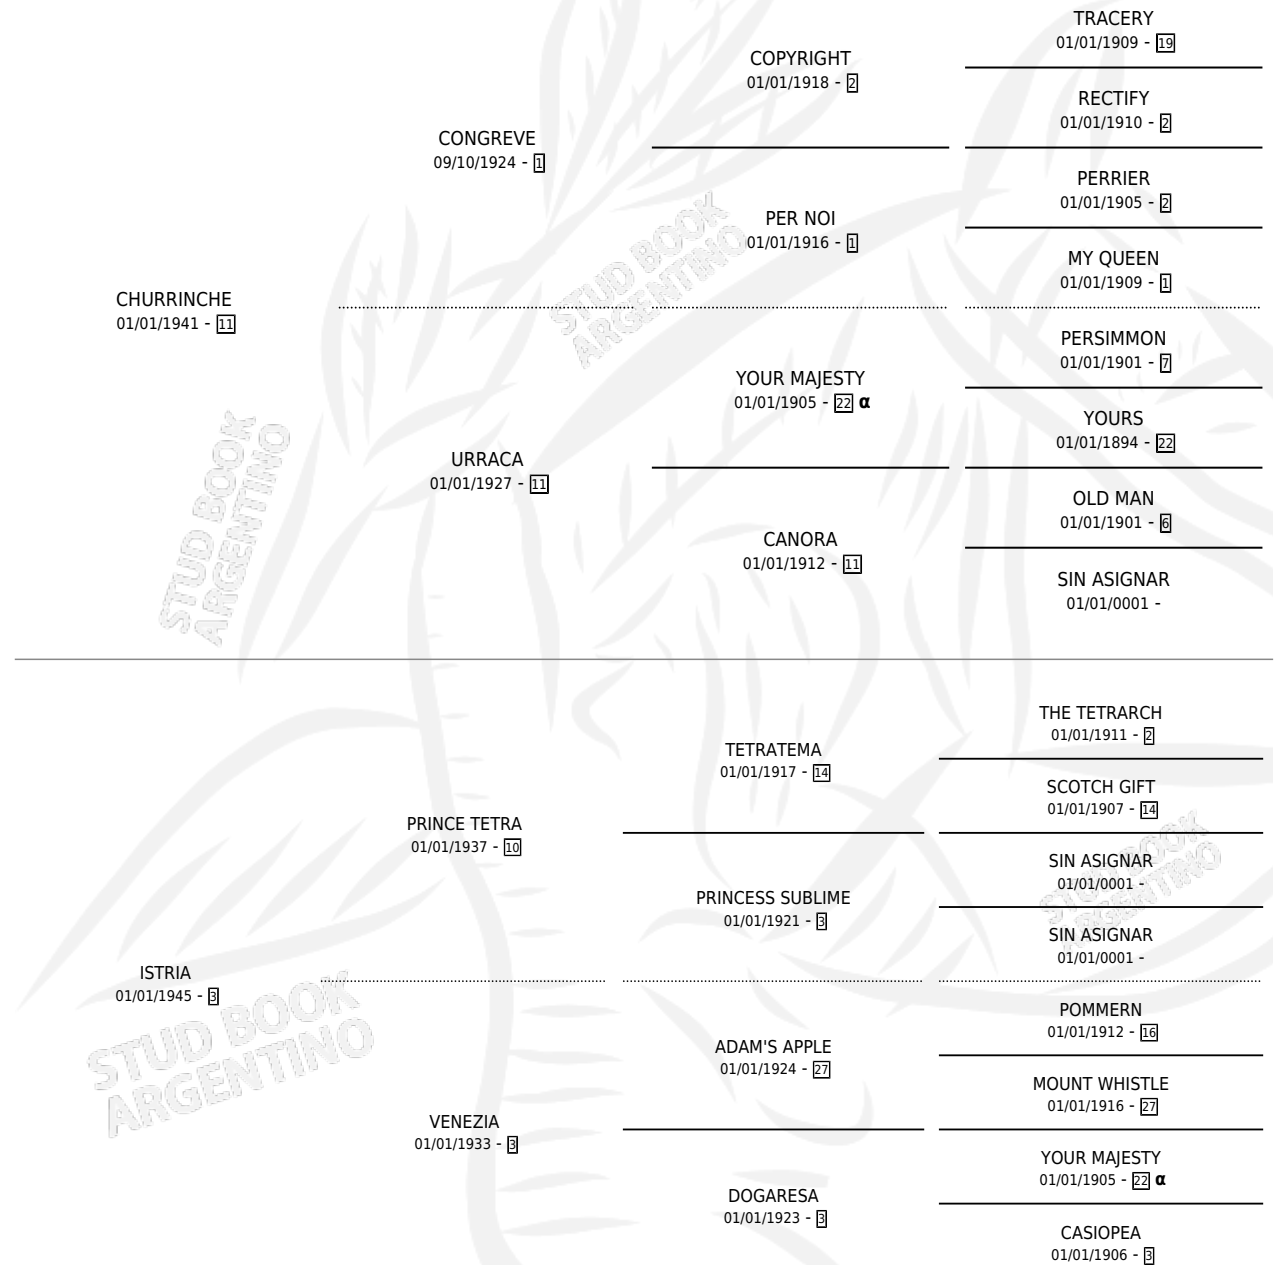 TRACERY
01/01/1909 - 19
COPYRIGHT
01/01/1918 - 2
RECTIFY
01/01/1910 - 2
CONGREVE
09/10/1924 - 1
PERRIER
01/01/1905 - 2
PER NOI
01/01/1916 - 1
MY QUEEN
01/01/1909 - 1
CHURRINCHE
01/01/1941 - 11
PERSIMMON
01/01/1901 - 7
YOUR MAJESTY
01/01/1905 - 22 α
YOURS
01/01/1894 - 22
URRACA
01/01/1927 - 11
OLD MAN
01/01/1901 - 6
CANORA
01/01/1912 - 11
SIN ASIGNAR
01/01/0001 -
STUD BOOK
ARGENTINO
STUD BOOK
ARGENTINO
THE TETRARCH
01/01/1911 - 2
TETRATEMA
01/01/1917 - 14
SCOTCH GIFT
01/01/1907 - 14
PRINCE TETRA
01/01/1937 - 10
SIN ASIGNAR
01/01/0001 -
PRINCESS SUBLIME
01/01/1921 - 3
SIN ASIGNAR
01/01/0001 -
ISTRIA
01/01/1945 - 3
POMMERN
01/01/1912 - 16
ADAM'S APPLE
01/01/1924 - 27
MOUNT WHISTLE
01/01/1916 - 27
VENEZIA
01/01/1933 - 3
YOUR MAJESTY
01/01/1905 - 22 α
DOGARESA
01/01/1923 - 3
CASIOPEA
01/01/1906 - 3
STUD BOOK
ARGENTINO
STUD BOOK
ARGENTINO